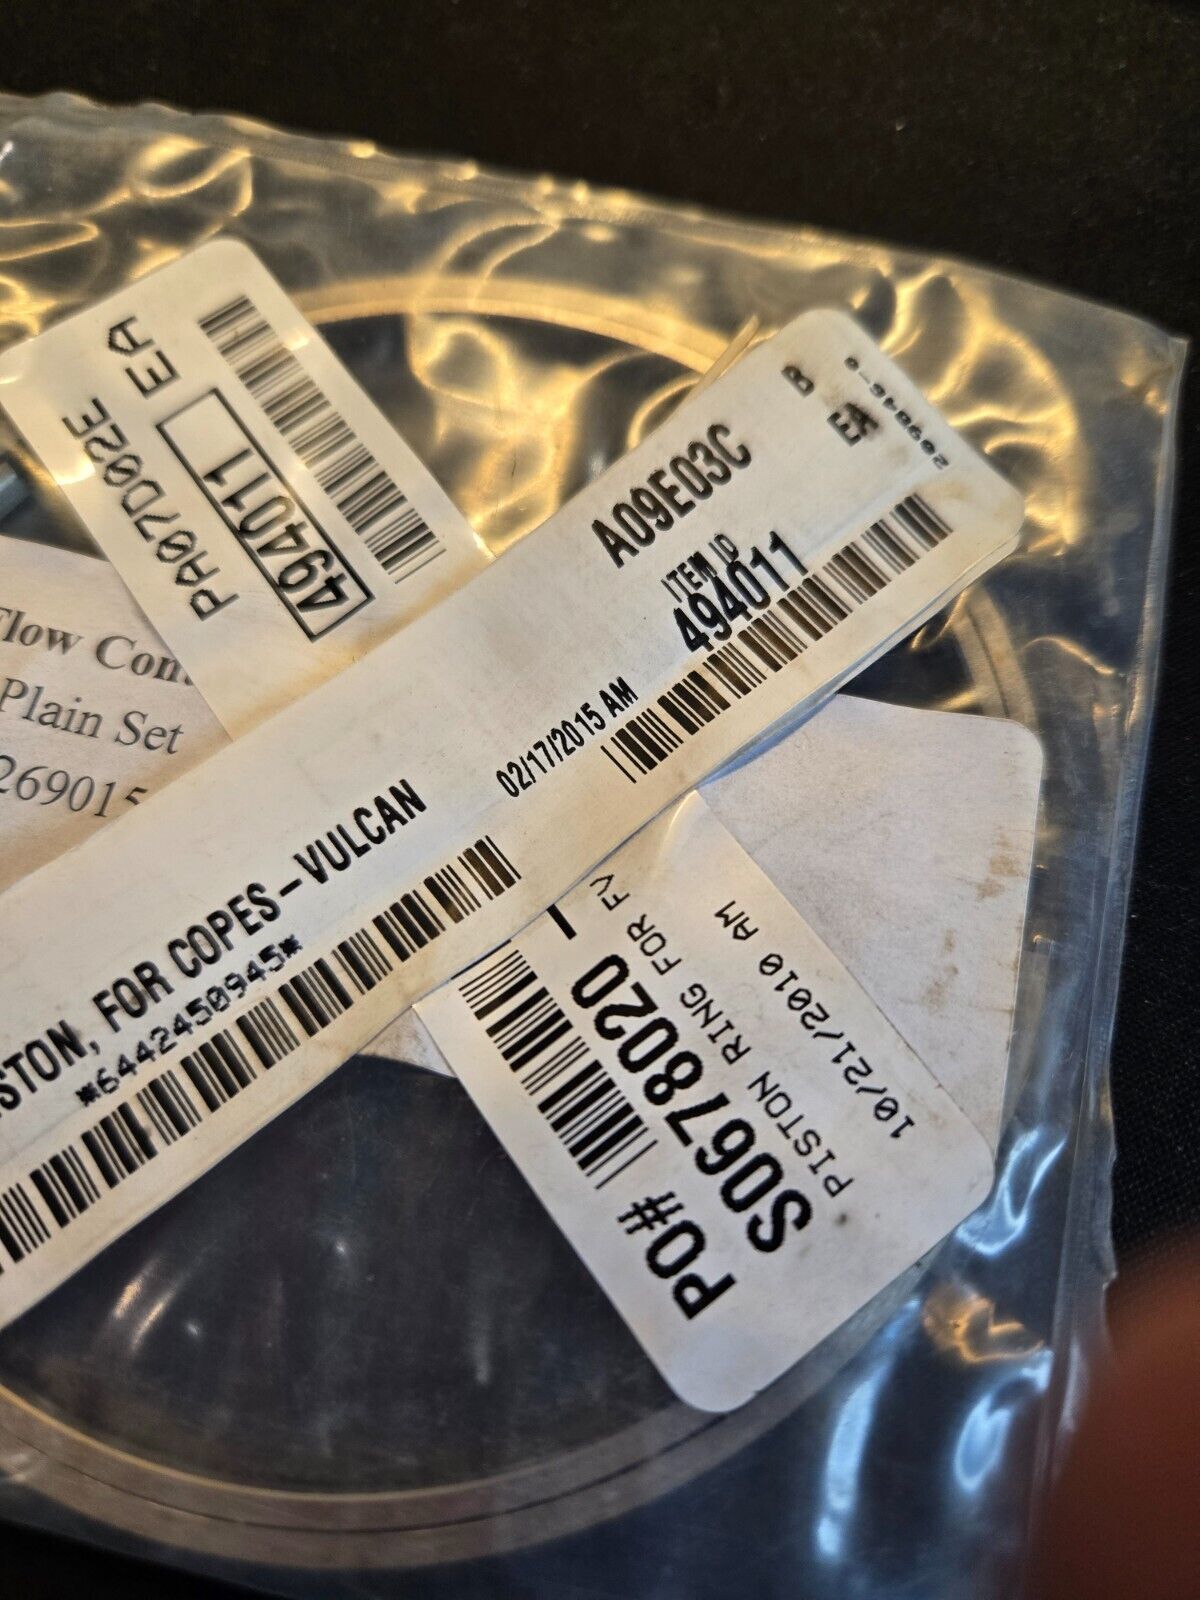 PA07D02E EA
494011
Flow Con
Plain Set
269015
A09E03C
B
EA
ITEM ID
494011
02/17/2015 AM
STON, FOR COPES-VULCAN
*6442450945*
PO#
S0678020
PISTON RING FOR FV
10/21/2010 AM